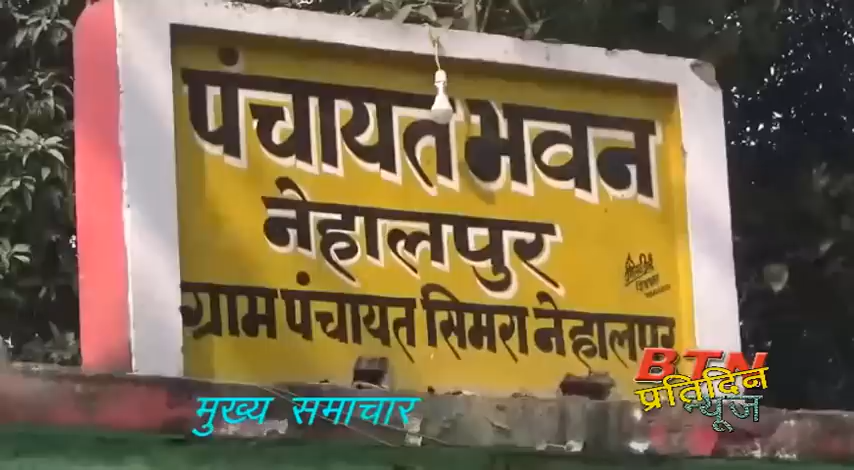 पंचायत भवन
नेहालपुर
ग्राम पंचायत सिमरा नेहालपुर
BTN
प्रतिदिन
न्यूज
मुख्य समाचार